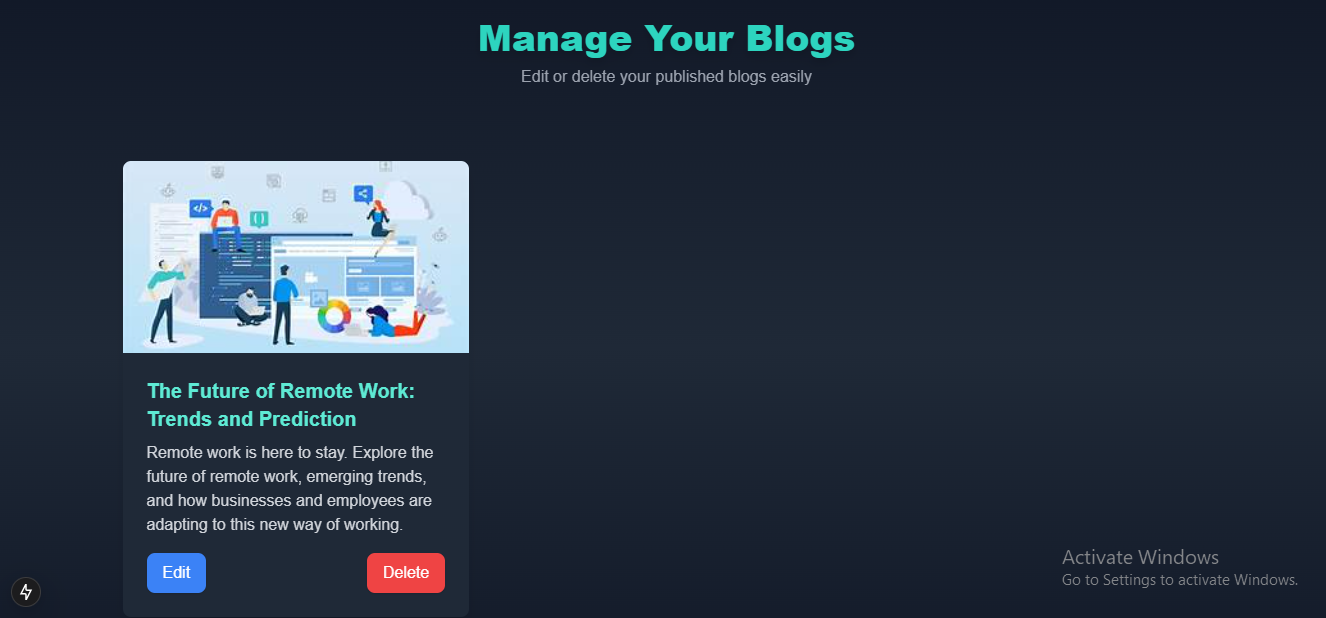 Manage Your Blogs
Edit or delete your published blogs easily
</>
{}
The Future of Remote Work:
Trends and Prediction
Remote work is here to stay. Explore the
future of remote work, emerging trends,
and how businesses and employees are
adapting to this new way of working.
Edit
Delete
Activate Windows
Go to Settings to activate Windows.